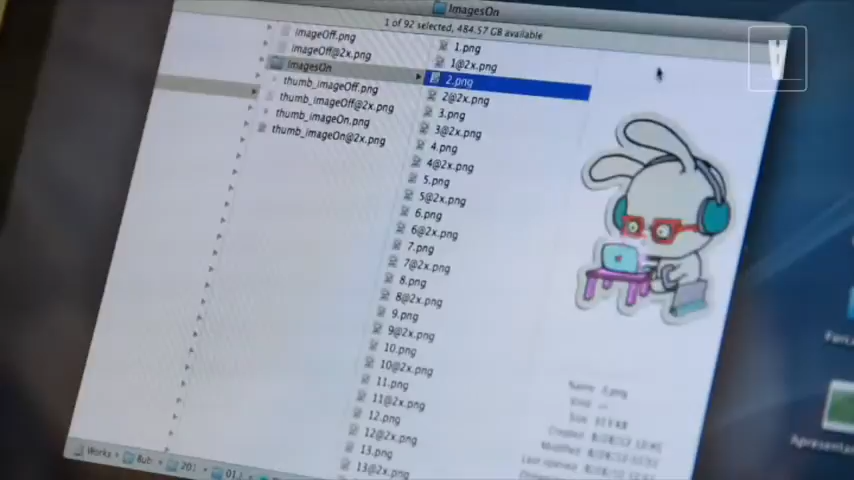 ImagesOn
1 of 92 selected, 484.57 GB available
imageOff.png
imageOff@2x.png
ImagesOn
thumb_imageOff.png
thumb_imageOff@2x.png
thumb_imageOn.png
thumb_imageOn@2x.png
1.png
1@2x.png
2.png
2@2x.png
3.png
3@2x.png
4.png
4@2x.png
5.png
5@2x.png
6.png
6@2x.png
7.png
7@2x.png
8.png
8@2x.png
9.png
9@2x.png
10.png
10@2x.png
11.png
11@2x.png
12.png
12@2x.png
13.png
13@2x.png
Name
Size
Created
Modified
Last opened
Works